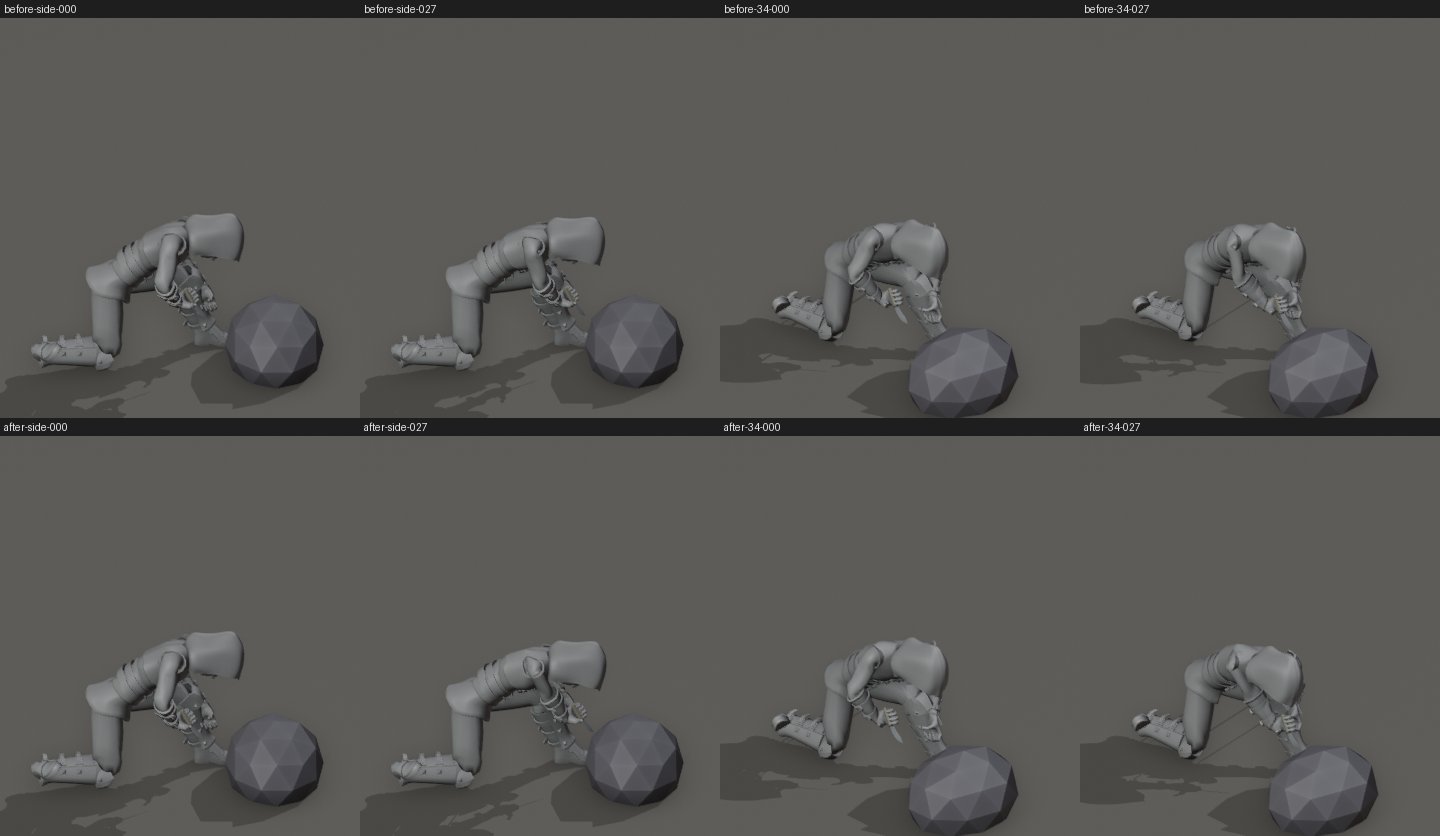 before-side-000
before-side-027
before-34-000
before-34-027
after-side-000
after-side-027
after-34-000
after-34-027